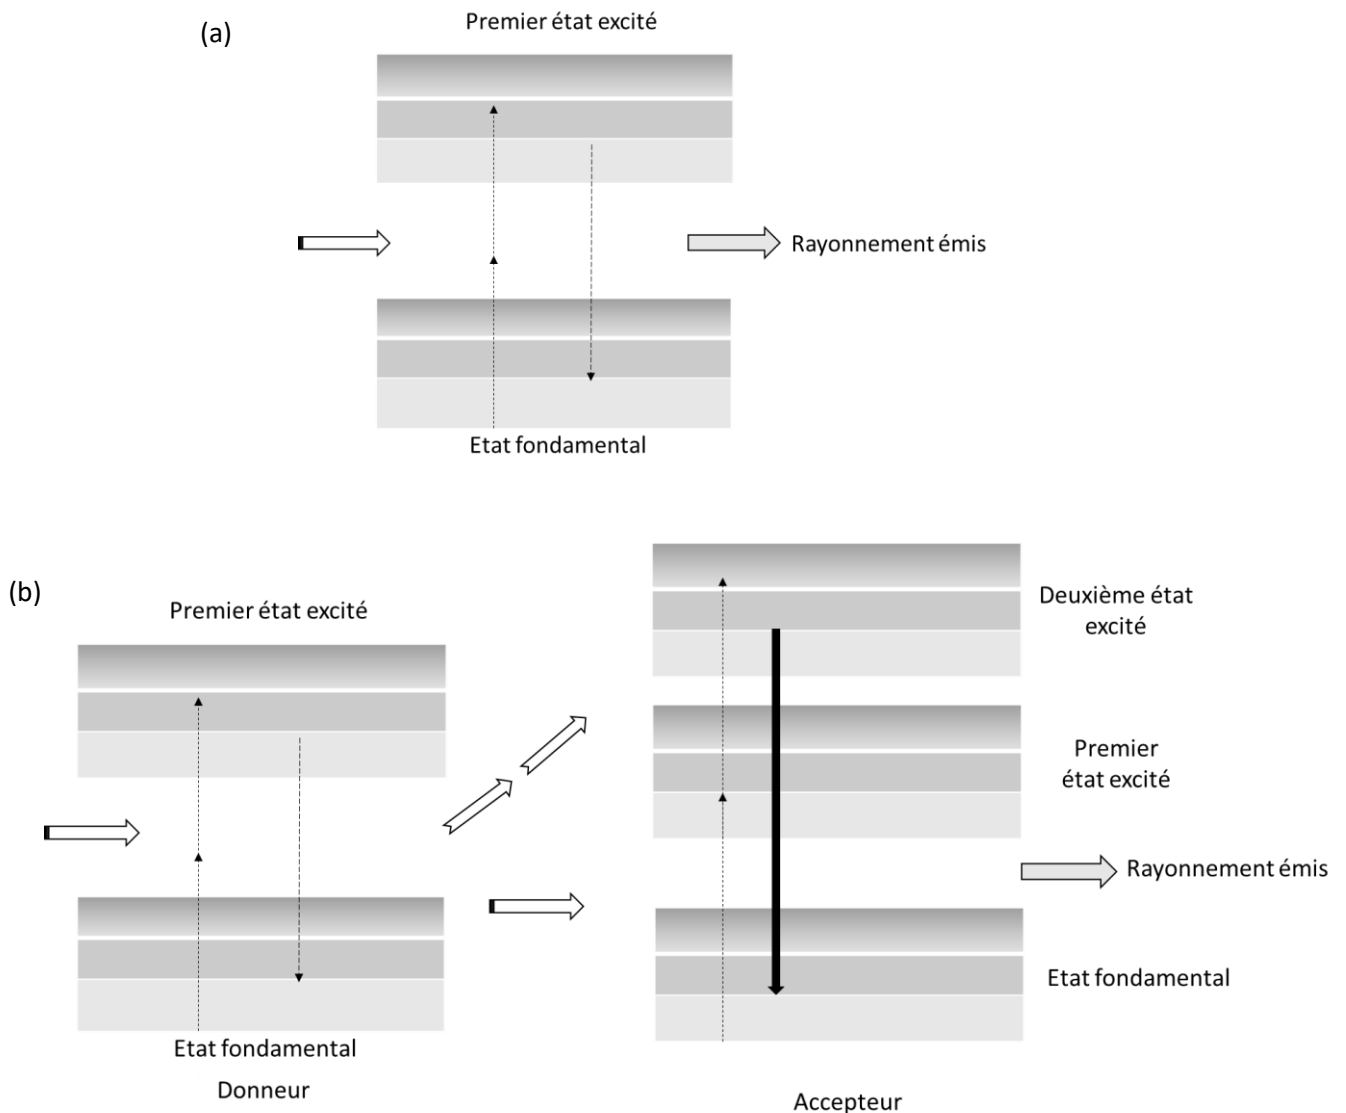 (a)
Premier état excité
Rayonnement émis
Etat fondamental
(b)
Premier état excité
Deuxième état
excité
Premier
état excité
Rayonnement émis
Etat fondamental
Etat fondamental
Donneur
Accepteur